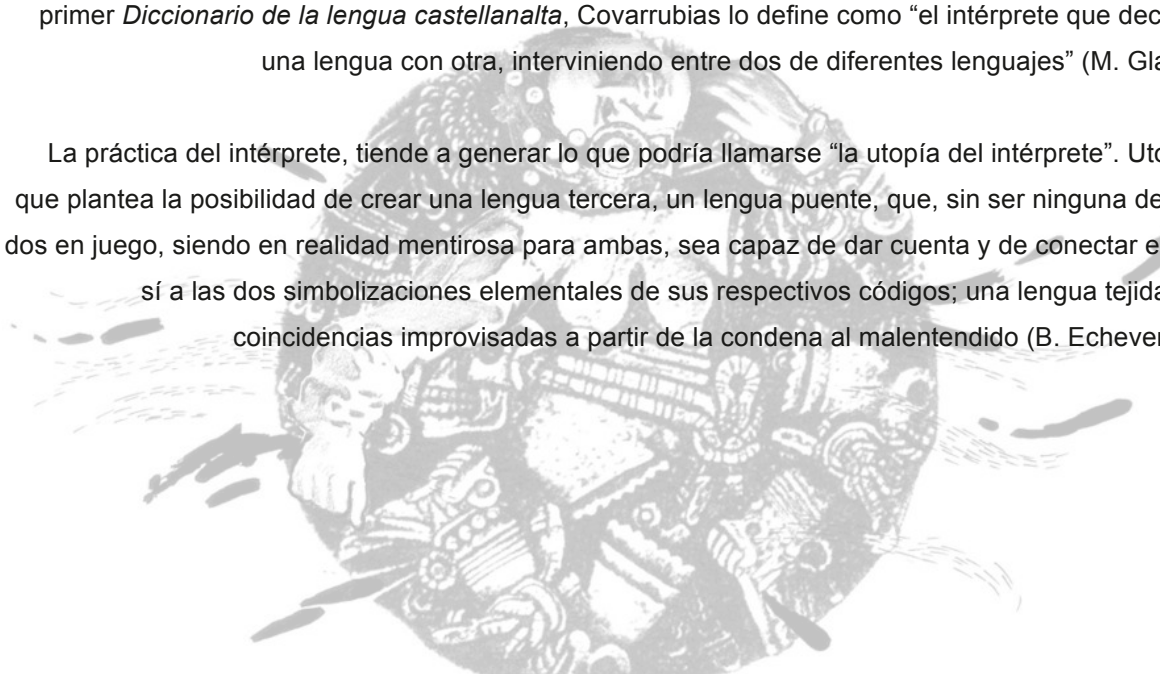 primer Diccionario de la lengua castellanalta, Covarrubias lo define como “el intérprete que dec
una lengua con otra, interviniendo entre dos de diferentes lenguajes” (M. Gla
La práctica del intérprete, tiende a generar lo que podría llamarse “la utopía del intérprete”. Uto
que plantea la posibilidad de crear una lengua tercera, un lengua puente, que, sin ser ninguna de
dos en juego, siendo en realidad mentirosa para ambas, sea capaz de dar cuenta y de conectar e
sí a las dos simbolizaciones elementales de sus respectivos códigos; una lengua tejida
coincidencias improvisadas a partir de la condena al malentendido (B. Echever